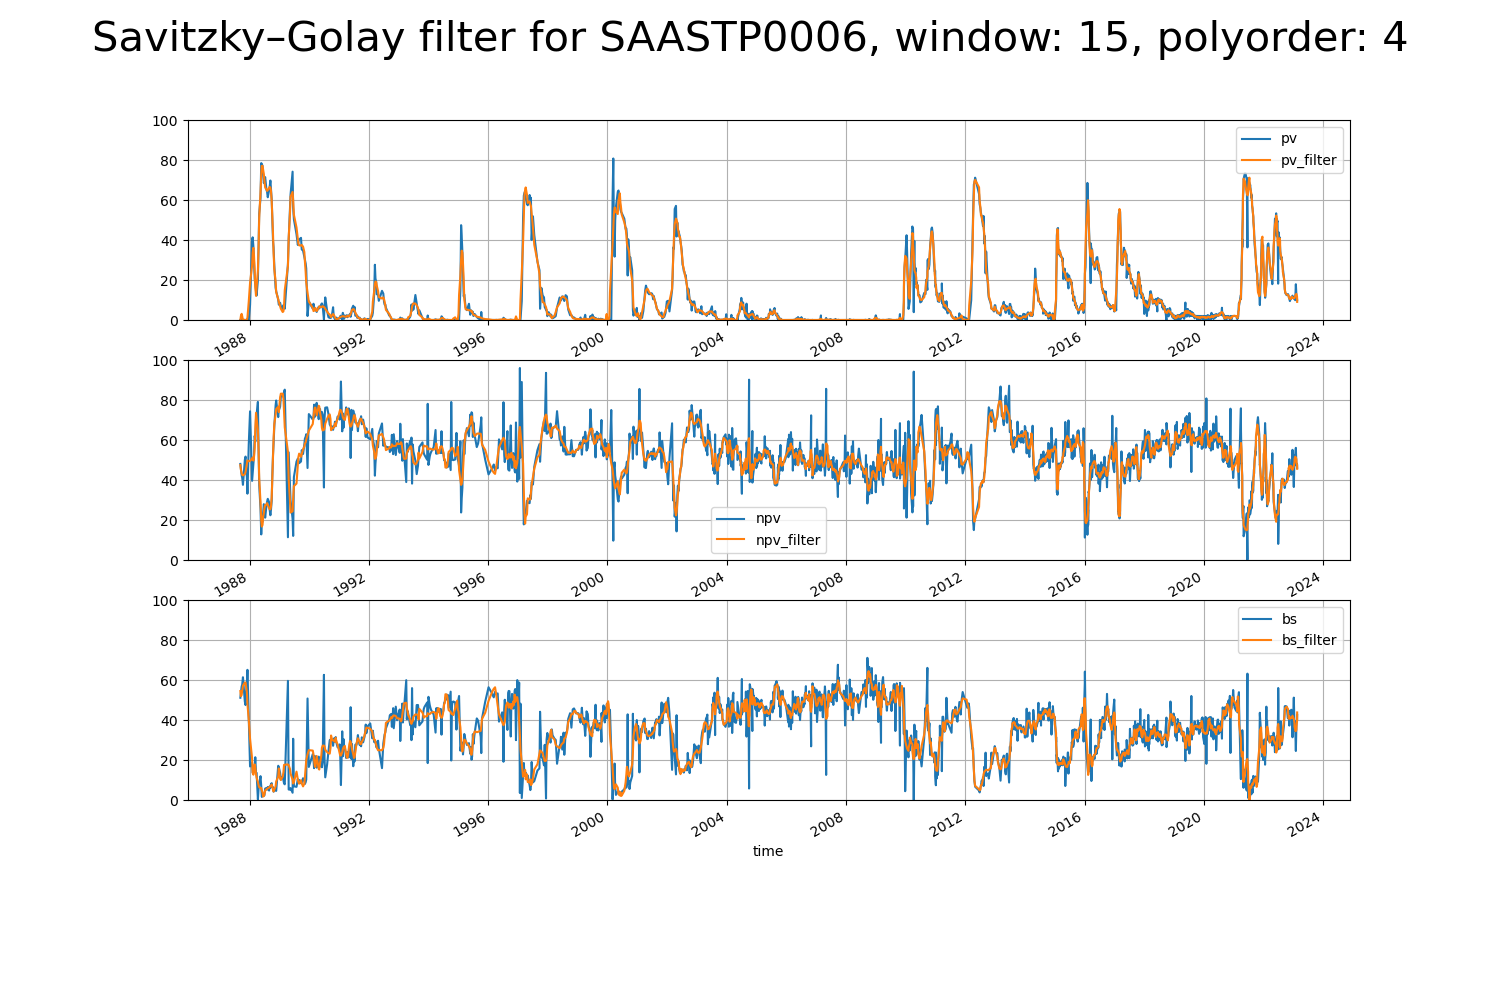 Savitzky–Golay filter for SAASTP0006, window: 15, polyorder: 4
100
80
60
40
20
0
pv
pv_filter
1988 1992 1996 2000 2004 2008 2012 2016 2020 2024
100
80
60
40
20
0
npv
npv_filter
1988 1992 1996 2000 2004 2008 2012 2016 2020 2024
100
80
60
40
20
0
bs
bs_filter
1988 1992 1996 2000 2004 2008 2012 2016 2020 2024
time